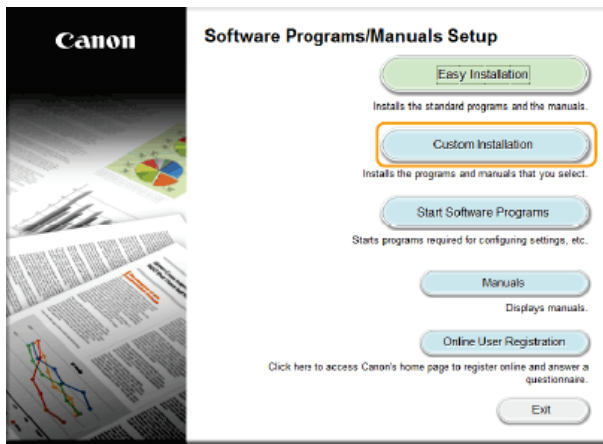 Canon
Software Programs/Manuals Setup
Easy Installation
Installs the standard programs and the manuals.
Custom Installation
Installs the programs and manuals that you select.
Start Software Programs
Starts programs required for configuring settings, etc.
Manuals
Displays manuals.
Online User Registration
Click here to access Canon's home page to register online and answer a
questionnaire.
Exit